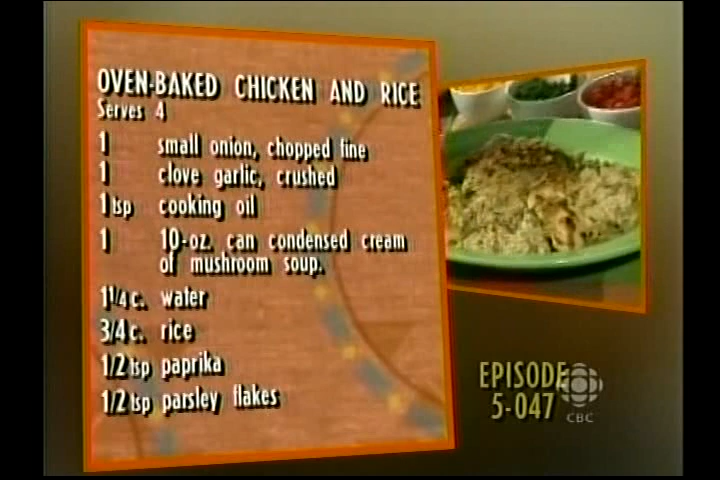 OVEN-BAKED CHICKEN AND RICE
Serves 4
1 small onion, chopped fine
1 clove garlic, crushed
1 tsp cooking oil
1 10-oz. can condensed cream
of mushroom soup.
1 1/4 c. water
3/4 c. rice
1/2 tsp paprika
1/2 tsp parsley flakes
EPISODE
5-047
CBC